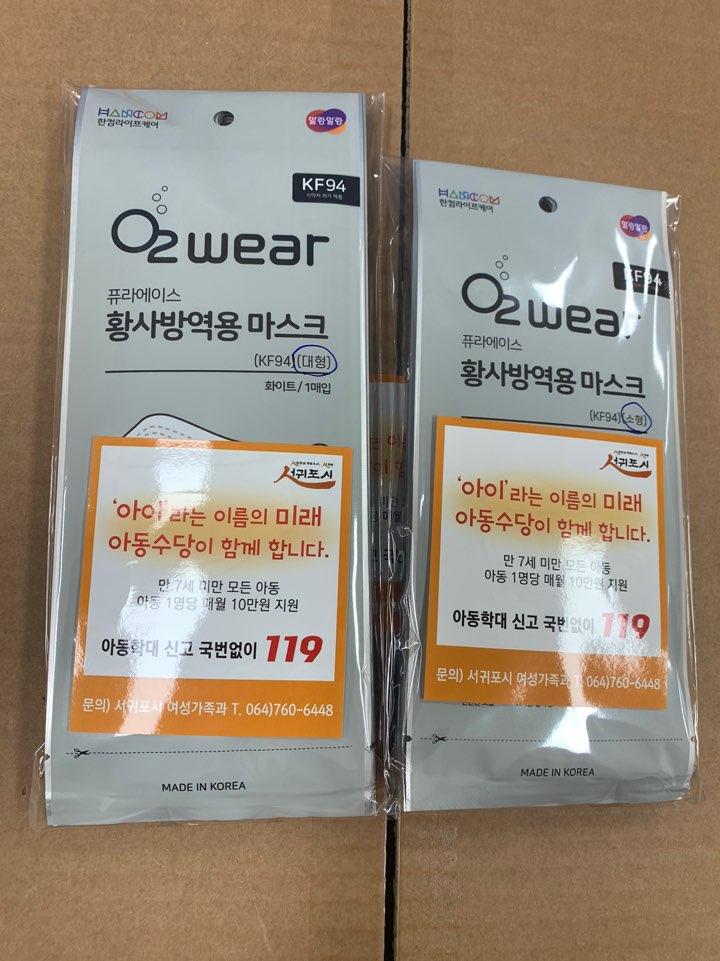 HANCOM
한컴라이프케어
말랑말랑
KF94
식약처 허가 제품
O2 wear
퓨라에이스
황사방역용 마스크
(KF94)(대형)
화이트/1매입
서귀포시
'아이'라는 이름의 미래
아동수당이 함께 합니다.
만 7세 미만 모든 아동
아동 1명당 매월 10만원 지원
아동학대 신고 국번없이 119
문의) 서귀포시 여성가족과 T. 064)760-6448
MADE IN KOREA
HANCOM
한컴라이프케어
말랑말랑
KF94
O2 wear
퓨라에이스
황사방역용 마스크
(KF94)(소형)
서귀포시
'아이'라는 이름의 미래
아동수당이 함께 합니다.
만 7세 미만 모든 아동
아동 1명당 매월 10만원 지원
아동학대 신고 국번없이 119
문의) 서귀포시 여성가족과 T. 064)760-6448
MADE IN KOREA